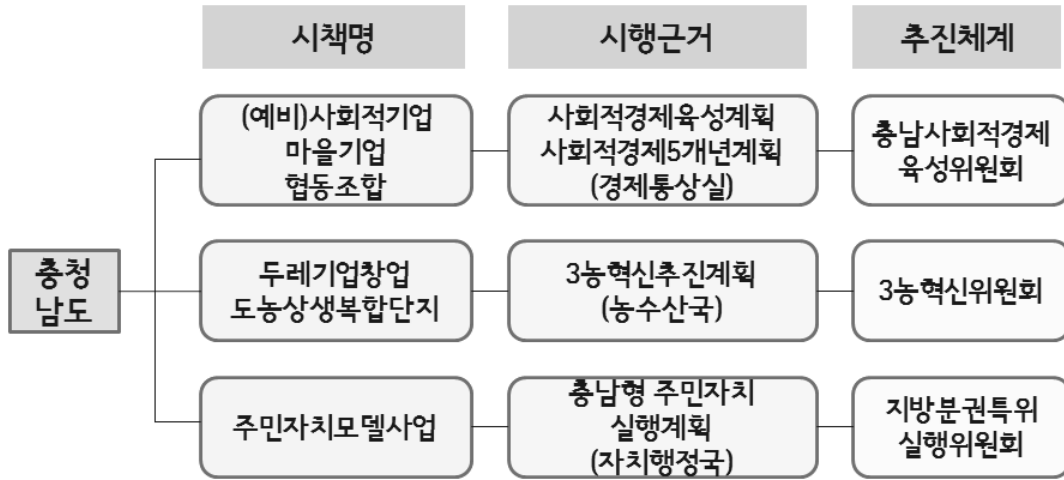 시책명
시행근거
추진체계
충청
남도
(예비)사회적기업
마을기업
협동조합
사회적경제육성계획
사회적경제5개년계획
(경제통상실)
충남사회적경제
육성위원회
두레기업창업
도농상생복합단지
3농혁신추진계획
(농수산국)
3농혁신위원회
주민자치모델사업
충남형 주민자치
실행계획
(자치행정국)
지방분권특위
실행위원회